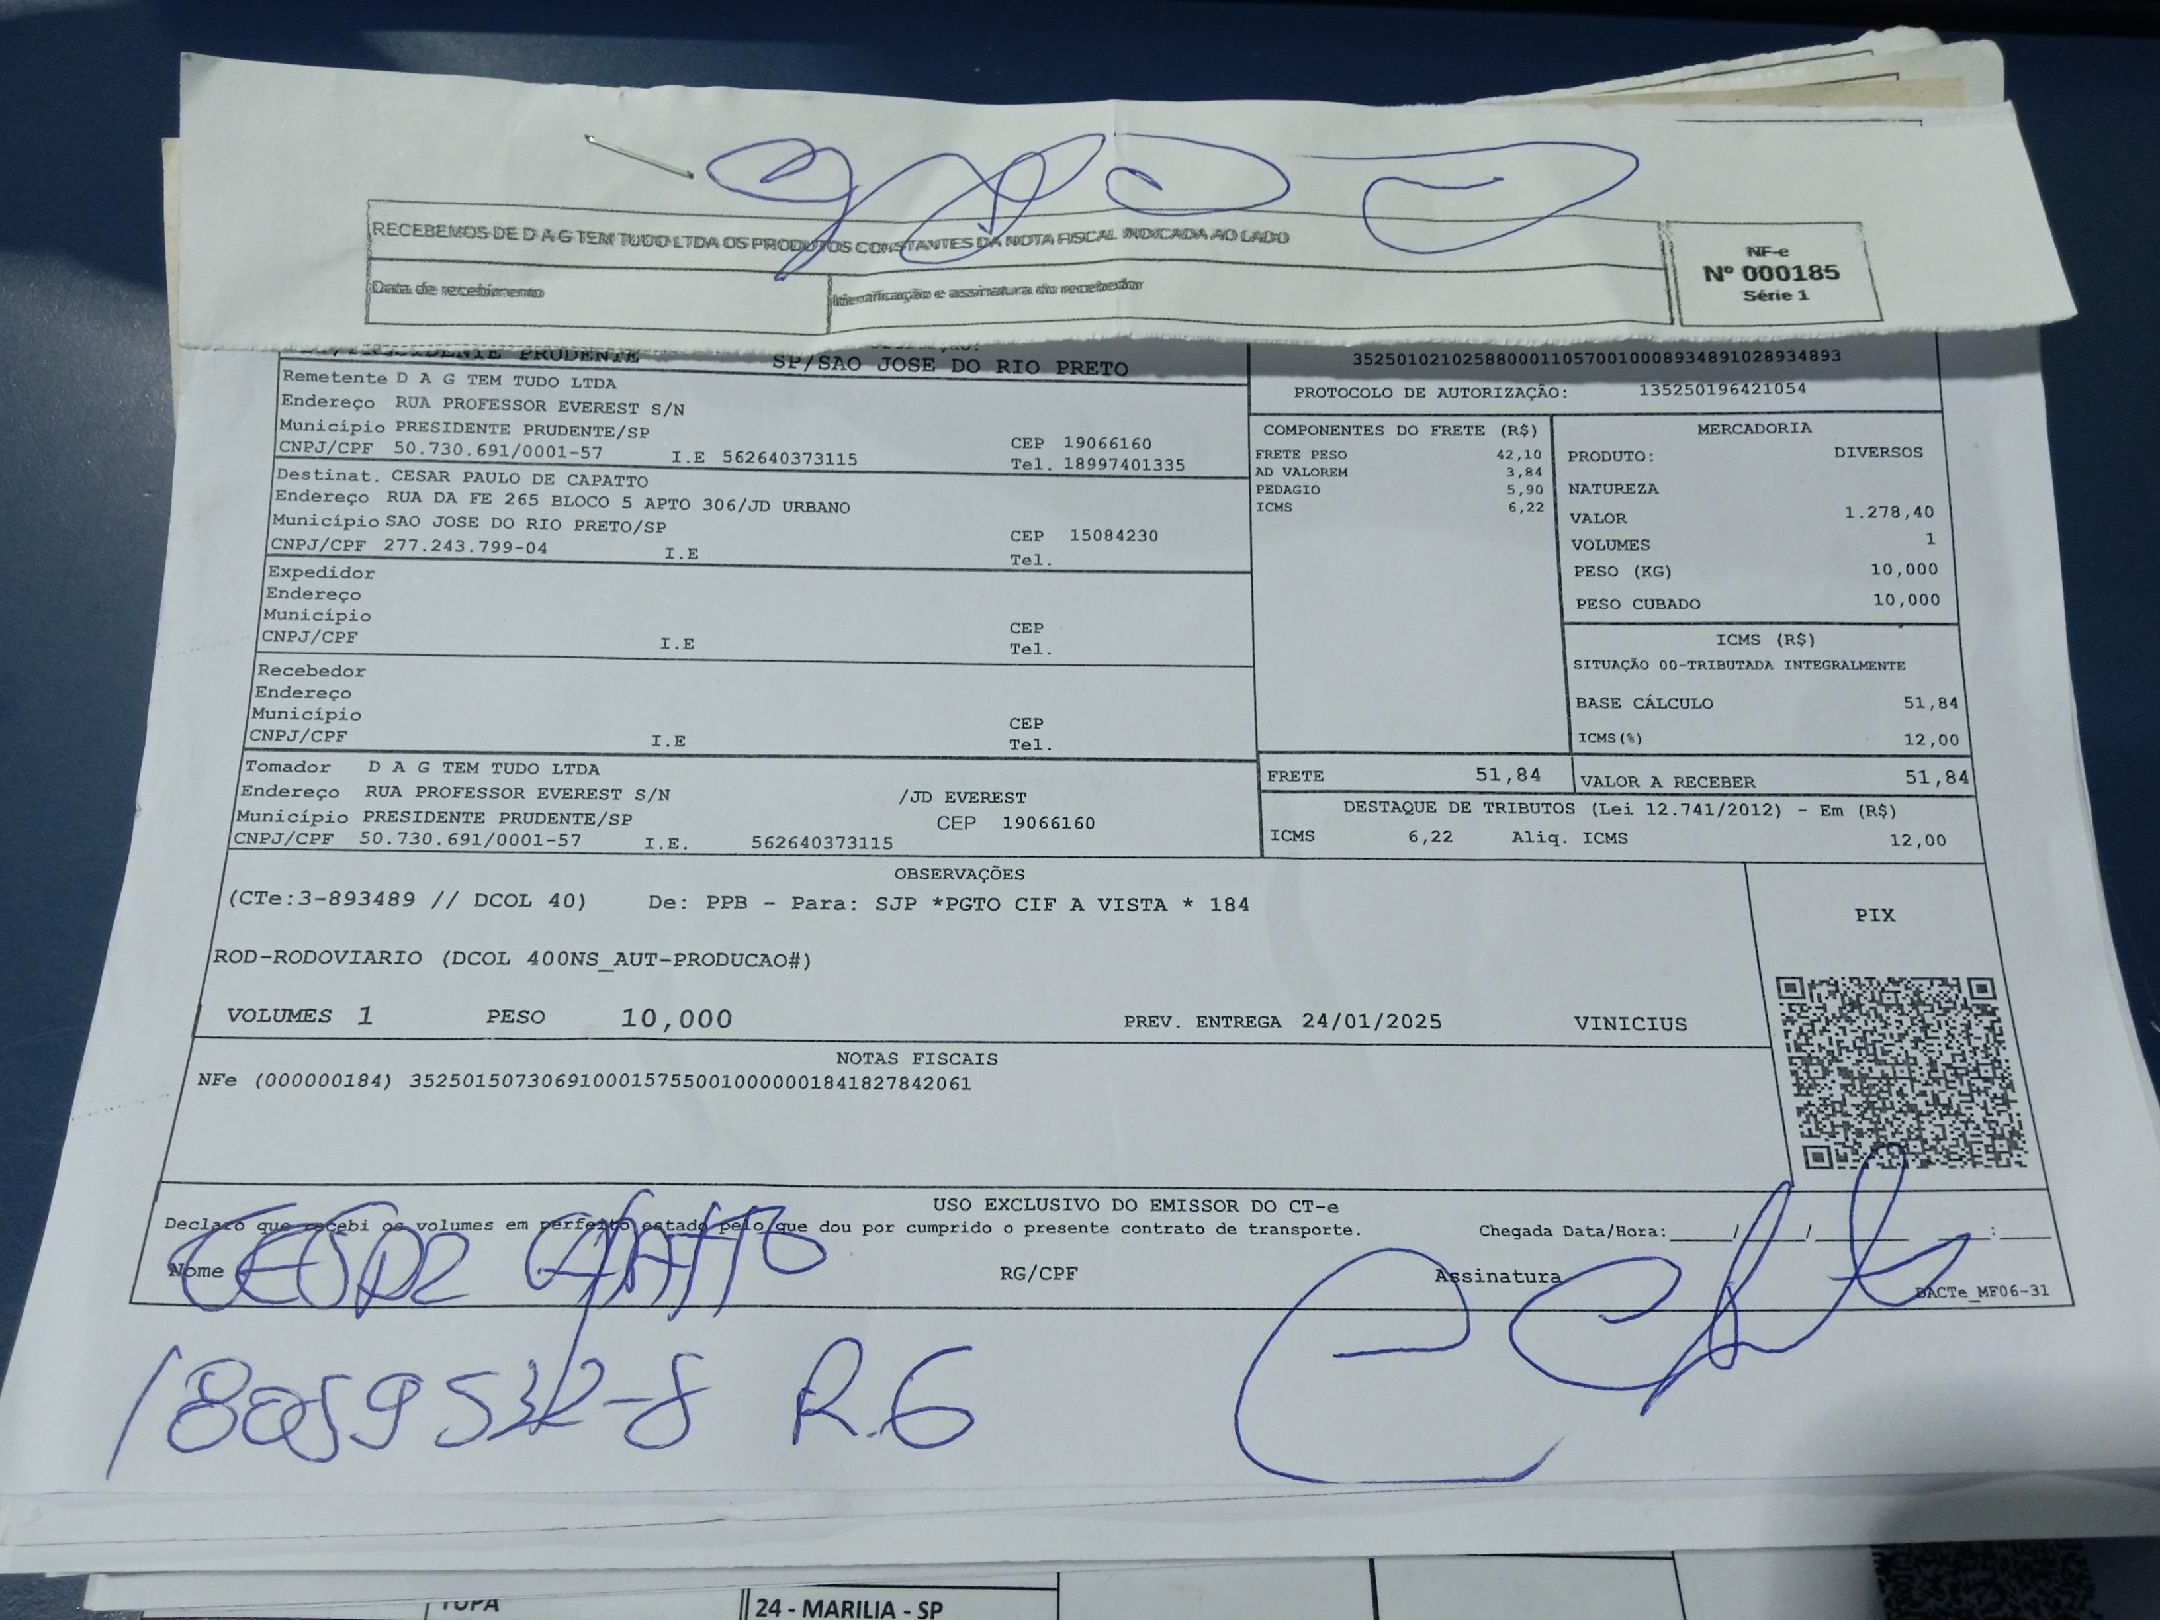 RECEBEMOS DE D A G TEM TUDO LTDA OS PRODUTOS CONSTANTES DA NOTA FISCAL INDICADA AO LADO
Data de recebimento
Identificação e assinatura do recebedor
NF-e
Nº 000185
Série 1
PRESIDENTE PRUDENTE
SP/SAO JOSE DO RIO PRETO
35250102102588000110570010008934891028934893
PROTOCOLO DE AUTORIZAÇÃO: 135250196421054
Remetente D A G TEM TUDO LTDA
Endereço RUA PROFESSOR EVEREST S/N
Município PRESIDENTE PRUDENTE/SP
CEP 19066160
CNPJ/CPF 50.730.691/0001-57 I.E 562640373115 Tel. 18997401335
Destinat. CESAR PAULO DE CAPATTO
Endereço RUA DA FE 265 BLOCO 5 APTO 306/JD URBANO
Município SAO JOSE DO RIO PRETO/SP CEP 15084230
CNPJ/CPF 277.243.799-04 I.E Tel.
Expedidor
Endereço
Município CEP
CNPJ/CPF I.E Tel.
Recebedor
Endereço
Município CEP
CNPJ/CPF I.E Tel.
Tomador D A G TEM TUDO LTDA
Endereço RUA PROFESSOR EVEREST S/N /JD EVEREST
Município PRESIDENTE PRUDENTE/SP CEP 19066160
CNPJ/CPF 50.730.691/0001-57 I.E. 562640373115
COMPONENTES DO FRETE (R$)
FRETE PESO 42,10
AD VALOREM 3,84
PEDAGIO 5,90
ICMS 6,22
MERCADORIA
PRODUTO: DIVERSOS
NATUREZA
VALOR 1.278,40
VOLUMES 1
PESO (KG) 10,000
PESO CUBADO 10,000
ICMS (R$)
SITUAÇÃO 00-TRIBUTADA INTEGRALMENTE
BASE CÁLCULO 51,84
ICMS(%) 12,00
FRETE 51,84 VALOR A RECEBER 51,84
DESTAQUE DE TRIBUTOS (Lei 12.741/2012) - Em (R$)
ICMS 6,22 Aliq. ICMS 12,00
OBSERVAÇÕES
(CTe:3-893489 // DCOL 40) De: PPB - Para: SJP *PGTO CIF A VISTA * 184
PIX
ROD-RODOVIARIO (DCOL 400NS_AUT-PRODUCAO#)
VOLUMES 1 PESO 10,000 PREV. ENTREGA 24/01/2025 VINICIUS
NOTAS FISCAIS
NFe (000000184) 35250150730691000157550010000001841827842061
USO EXCLUSIVO DO EMISSOR DO CT-e
Declaro que recebi os volumes em perfeito estado pelo que dou por cumprido o presente contrato de transporte. Chegada Data/Hora:____/____/____ ____:____
Nome CESAR CAPATTO RG/CPF Assinatura
DACTe_MF06-31
18059532-8 R.G
TUPA
24 - MARILIA - SP